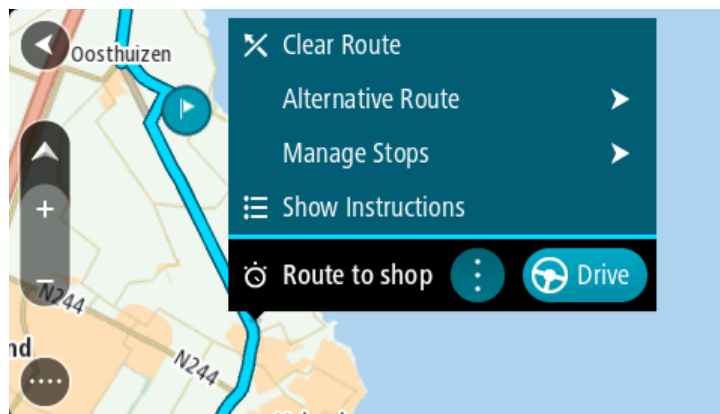 Oosthuizen
Clear Route
Alternative Route
Manage Stops
Show Instructions
Route to shop
Drive
N244
N244
nd